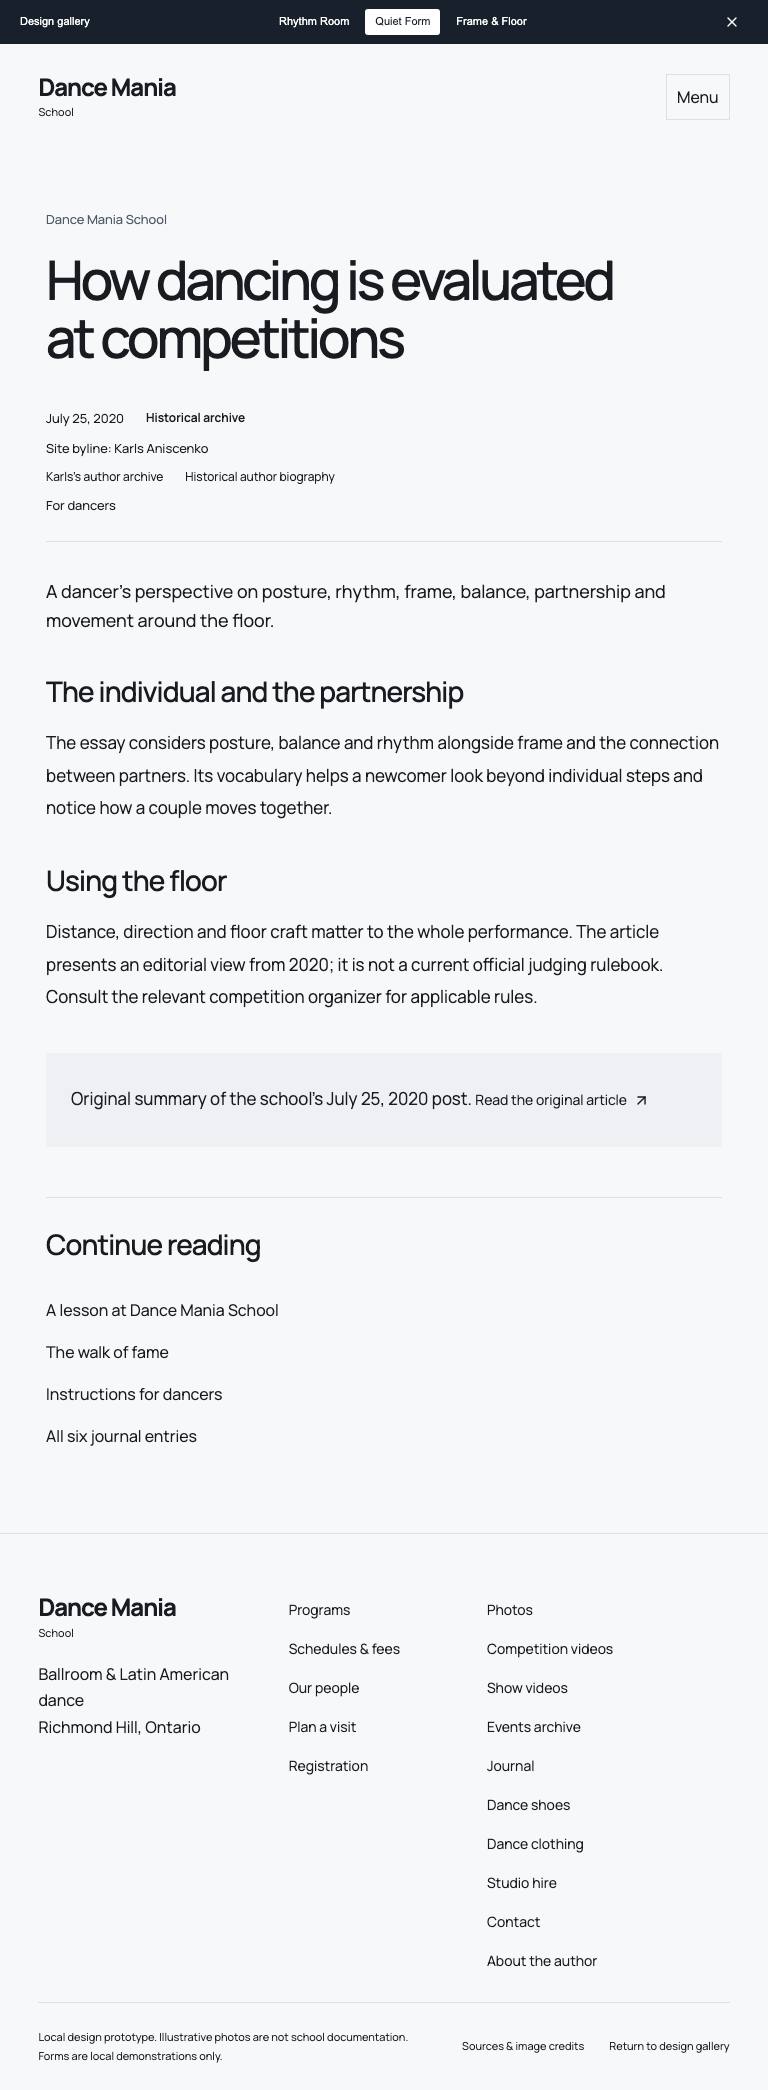 Design gallery
Rhythm Room
Quiet Form
Frame & Floor
Dance Mania
School
Menu
Dance Mania School
How dancing is evaluated
at competitions
July 25, 2020
Historical archive
Site byline: Karls Aniscenko
Karls’s author archive
Historical author biography
For dancers
A dancer’s perspective on posture, rhythm, frame, balance, partnership and
movement around the floor.
The individual and the partnership
The essay considers posture, balance and rhythm alongside frame and the connection
between partners. Its vocabulary helps a newcomer look beyond individual steps and
notice how a couple moves together.
Using the floor
Distance, direction and floor craft matter to the whole performance. The article
presents an editorial view from 2020; it is not a current official judging rulebook.
Consult the relevant competition organizer for applicable rules.
Original summary of the school’s July 25, 2020 post. Read the original article
Continue reading
A lesson at Dance Mania School
The walk of fame
Instructions for dancers
All six journal entries
Dance Mania
School
Ballroom & Latin American
dance
Richmond Hill, Ontario
Programs
Schedules & fees
Our people
Plan a visit
Registration
Photos
Competition videos
Show videos
Events archive
Journal
Dance shoes
Dance clothing
Studio hire
Contact
About the author
Local design prototype. Illustrative photos are not school documentation.
Forms are local demonstrations only.
Sources & image credits
Return to design gallery